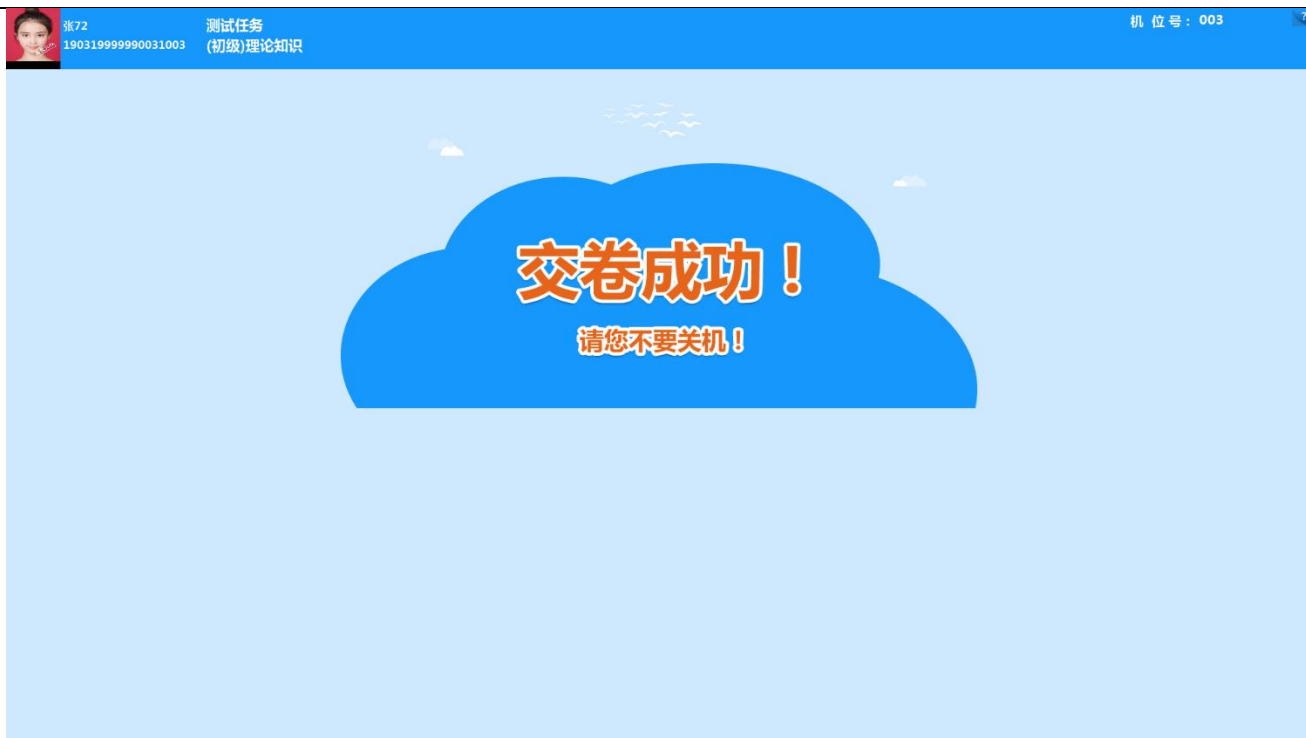 张72
190319999990031003
测试任务
(初级)理论知识
机 位 号： 003
交卷成功！
请您不要关机！